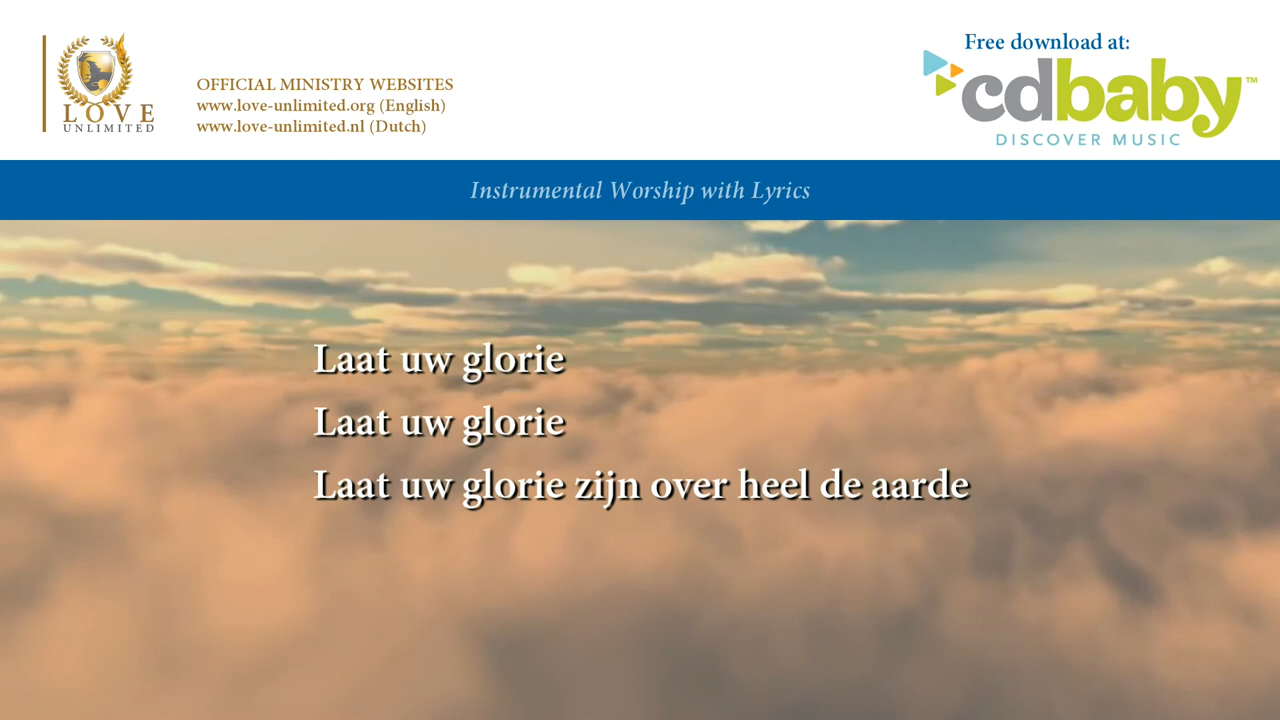 LOVE
UNLIMITED
OFFICIAL MINISTRY WEBSITES
www.love-unlimited.org (English)
www.love-unlimited.nl (Dutch)
Free download at:
cdbaby™
DISCOVER MUSIC
Instrumental Worship with Lyrics
Laat uw glorie
Laat uw glorie
Laat uw glorie zijn over heel de aarde